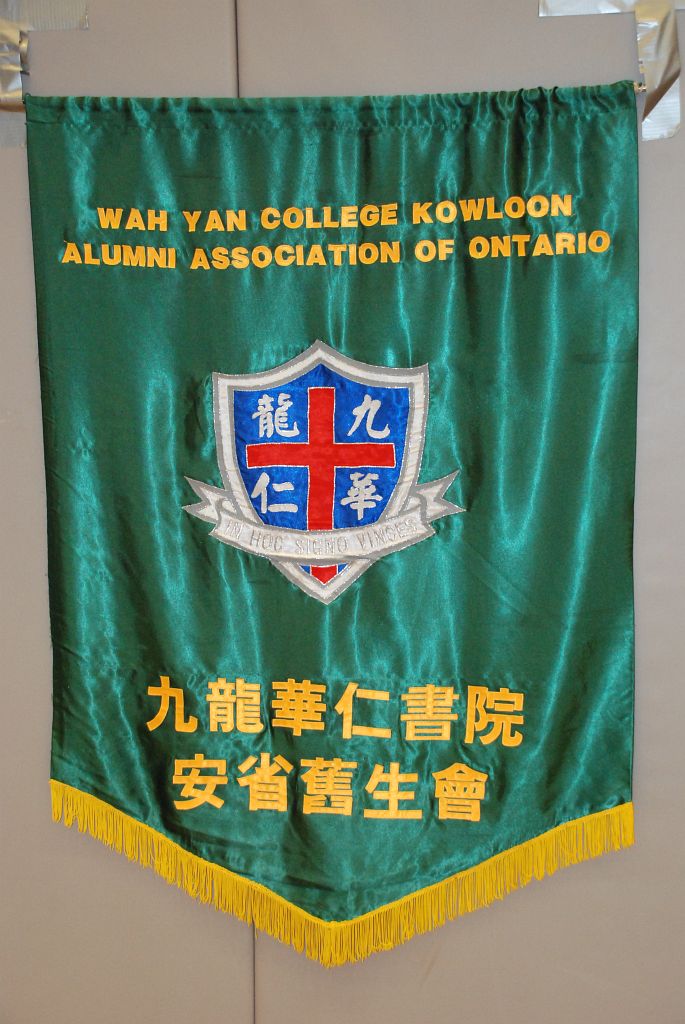 WAH YAN COLLEGE KOWLOON
ALUMNI ASSOCIATION OF ONTARIO
龍 九
仁 華
IN HOC SIGNO VINCES
九龍華仁書院
安省舊生會